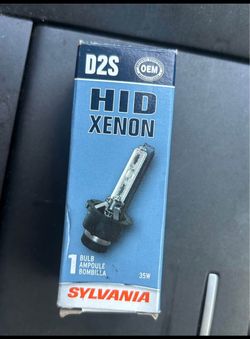 D2S
OEM
HID
XENON
1
BULB
AMPOULE
BOMBILLA
35W
SYLVANIA